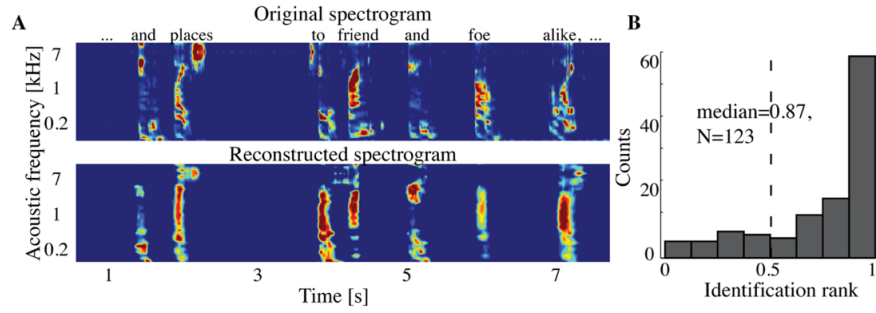 A
Original spectrogram
... and places to friend and foe alike, ...
Acoustic frequency [kHz]
7
1
0.2
Reconstructed spectrogram
7
1
0.2
1 3 5 7
Time [s]
B
Counts
60
40
20
0
median=0.87,
N=123
0 0.5 1
Identification rank